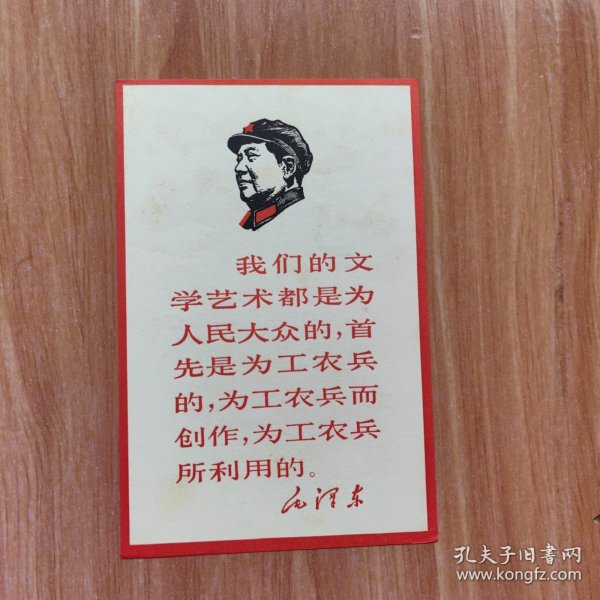 我们的文
学艺术都是为
人民大众的，首
先是为工农兵
的，为工农兵而
创作，为工农兵
所利用的。
毛泽东
孔夫子旧書网
www.kongfz.com